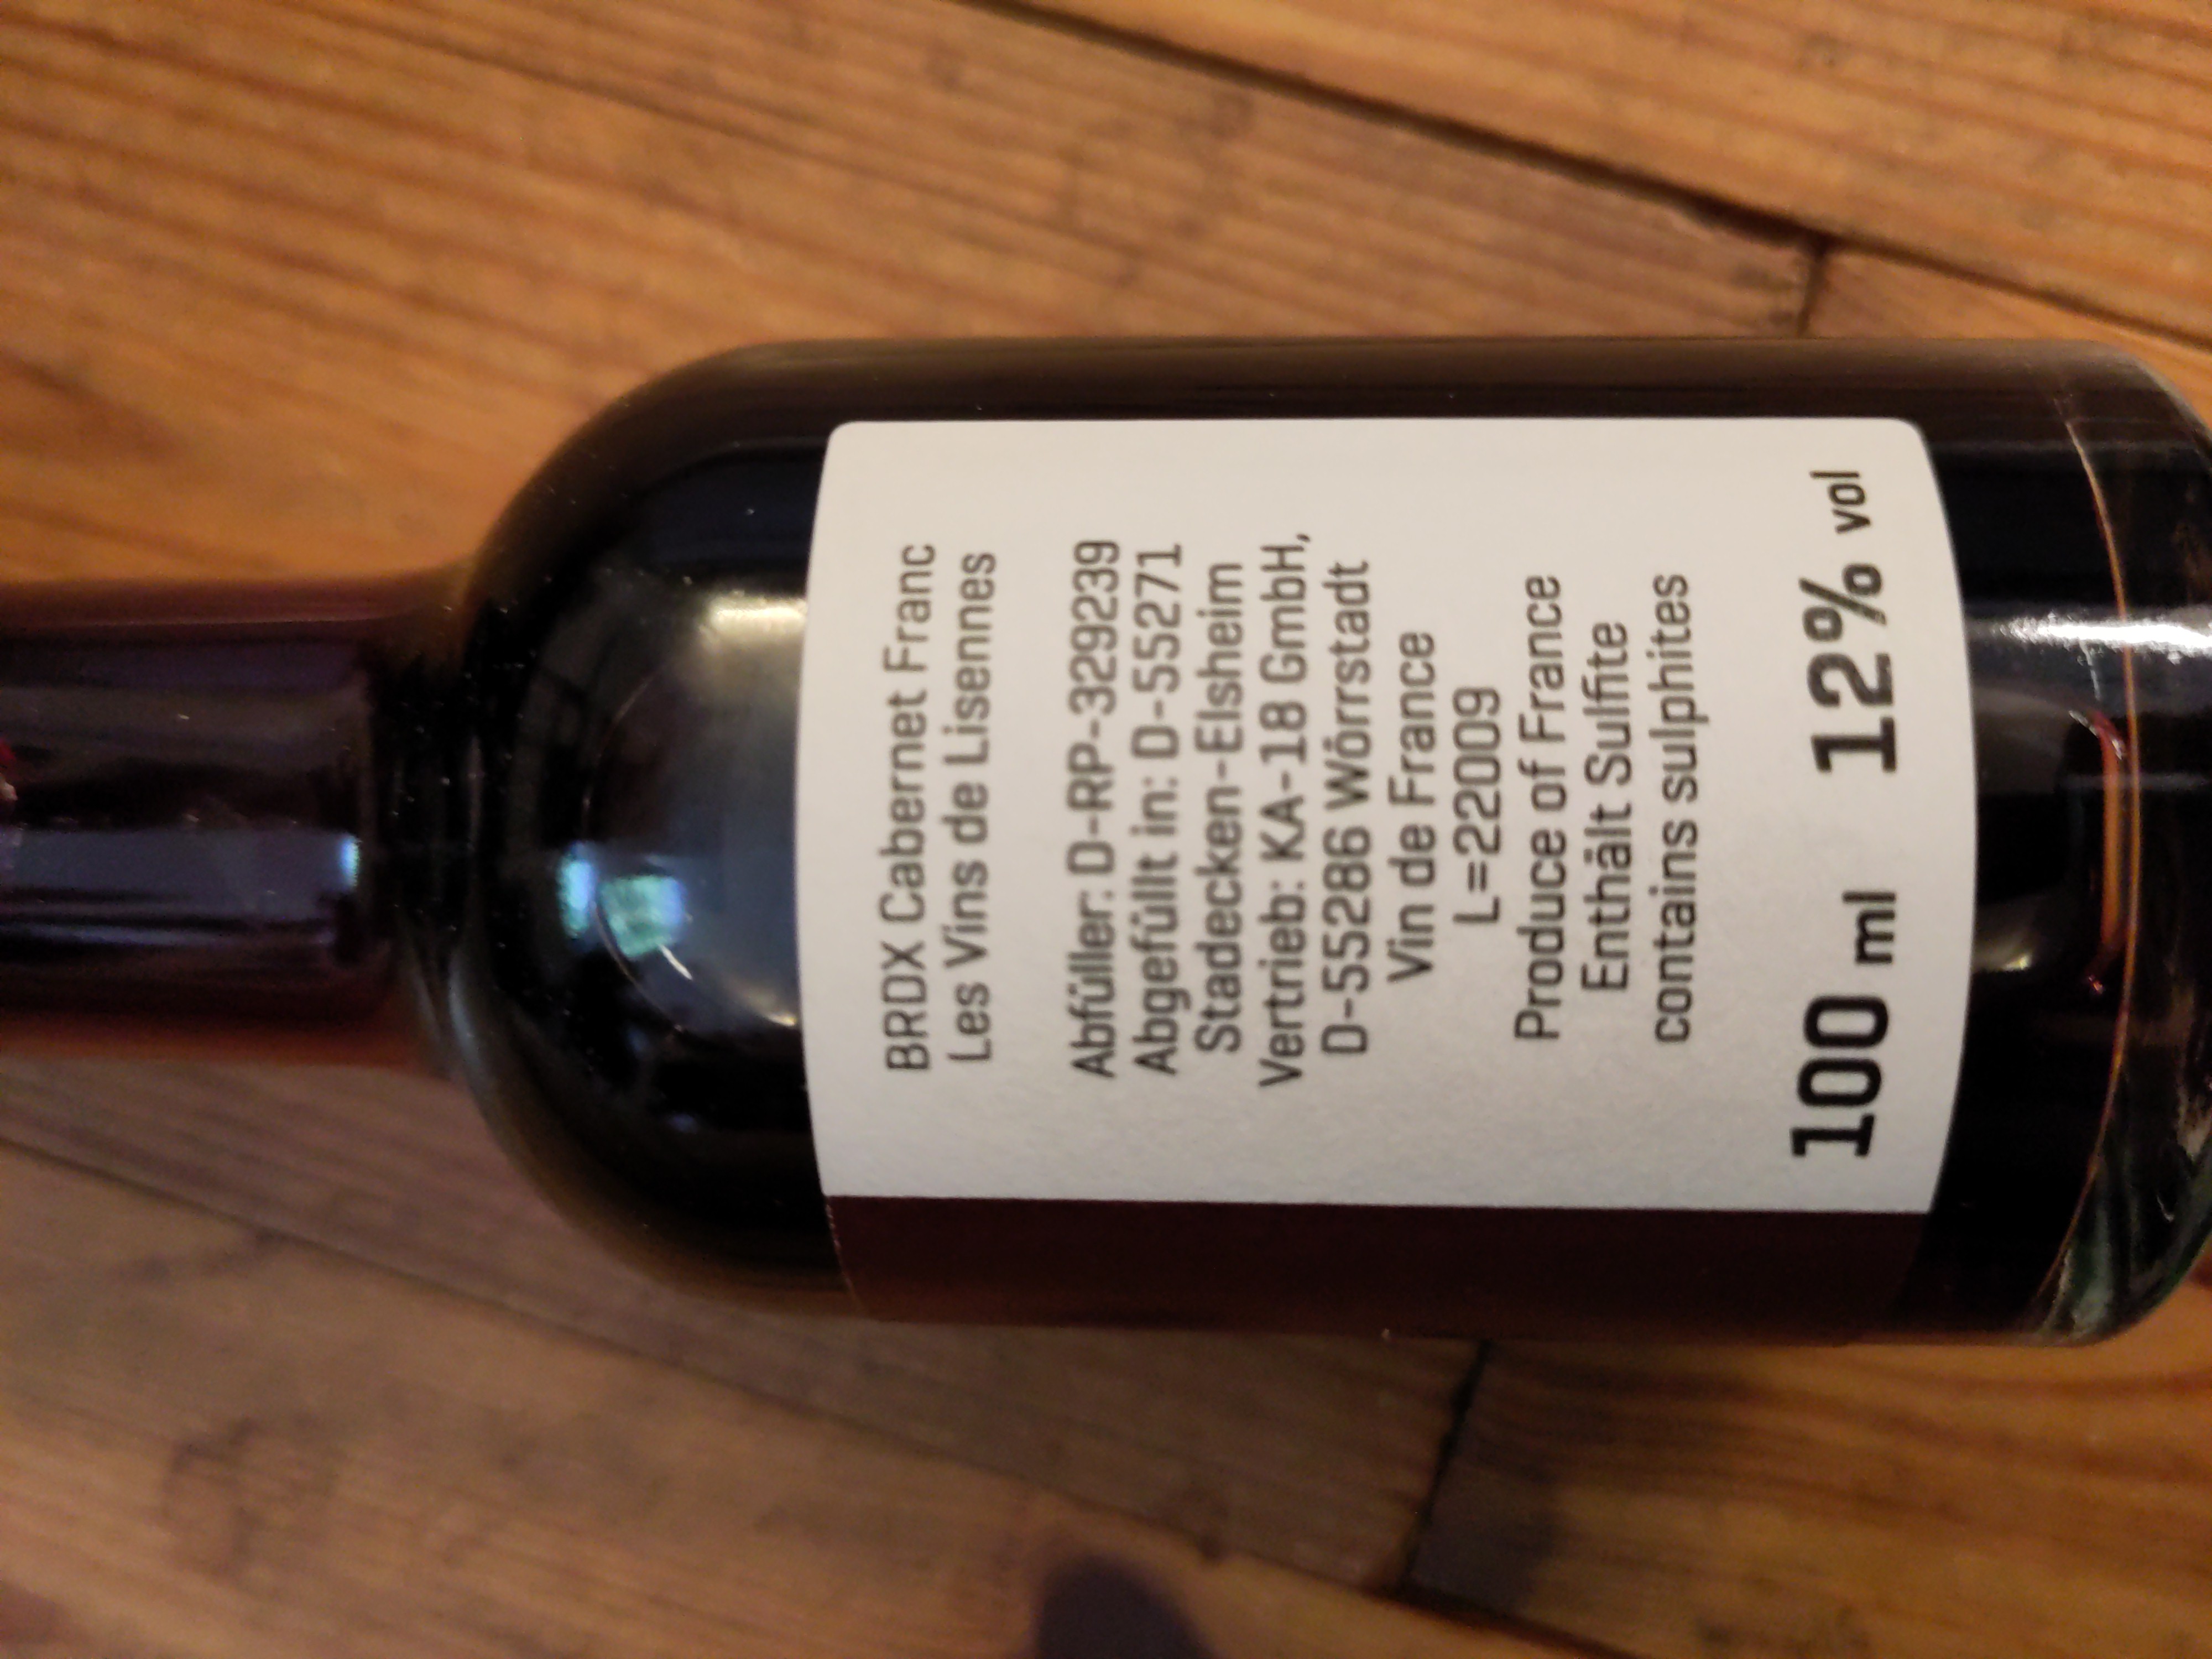 BRDX Cabernet Franc
Les Vins de Lisennes
Abfüller: D-RP-329239
Abgefüllt in: D-55271
Stadecken-Elsheim
Vertrieb: KA-18 GmbH,
D-55286 Wörrstadt
Vin de France
L=22009
Produce of France
Enthält Sulfite
contains sulphites
100 ml 12% vol